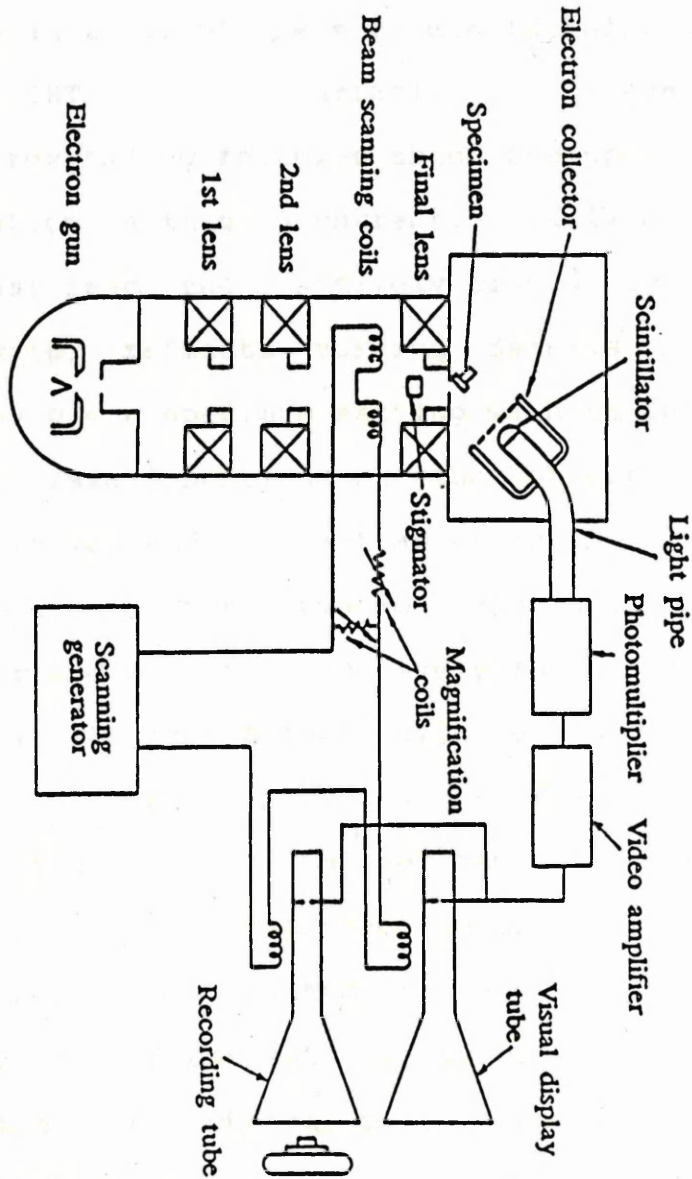 Electron collector
Scintillator
Light pipe
Photomultiplier
Video amplifier
Specimen
Final lens
Beam scanning
coils
2nd lens
1st lens
Electron gun
Stigmator
Magnification
coils
Scanning
generator
Visual display
tube
Recording tube